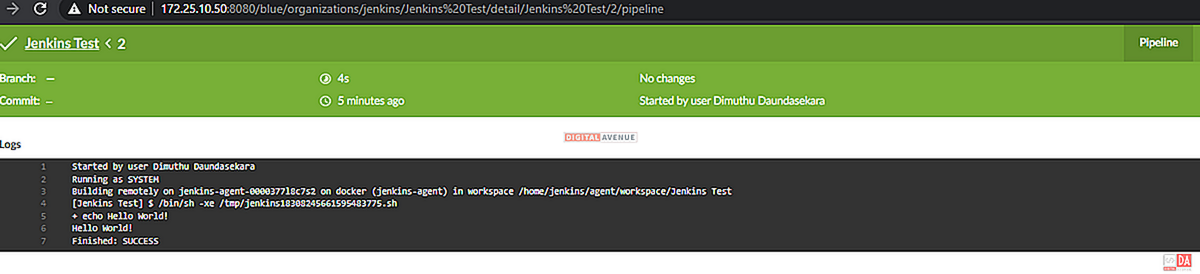 Not secure | 172.25.10.50:8080/blue/organizations/jenkins/Jenkins%20Test/detail/Jenkins%20Test/2/pipeline
Jenkins Test < 2
Pipeline
Branch: —
4s
No changes
Commit: —
5 minutes ago
Started by user Dimuthu Daundasekara
DIGITAL AVENUE
Logs
1 Started by user Dimuthu Daundasekara
2 Running as SYSTEM
3 Building remotely on jenkins-agent-0000377l8c7s2 on docker (jenkins-agent) in workspace /home/jenkins/agent/workspace/Jenkins Test
4 [Jenkins Test] $ /bin/sh -xe /tmp/jenkins18308245661595483775.sh
5 + echo Hello World!
6 Hello World!
7 Finished: SUCCESS
DA